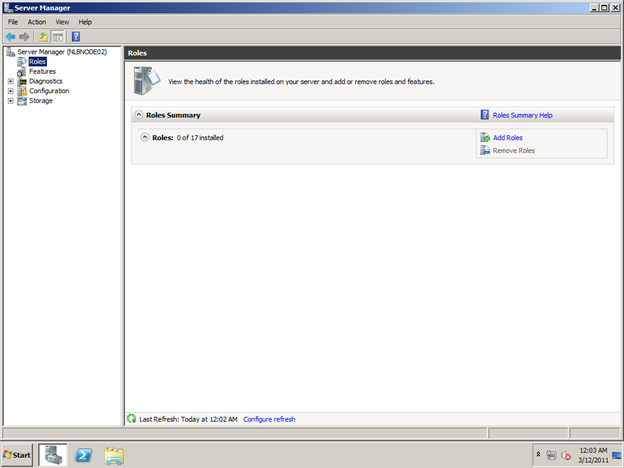 Server Manager
File Action View Help
Server Manager (NLBNODE02)
Roles
Features
Diagnostics
Configuration
Storage
Roles
View the health of the roles installed on your server and add or remove roles and features.
Roles Summary
Roles Summary Help
Roles: 0 of 17 installed
Add Roles
Remove Roles
Last Refresh: Today at 12:02 AM Configure refresh
Start
12:03 AM
3/12/2011